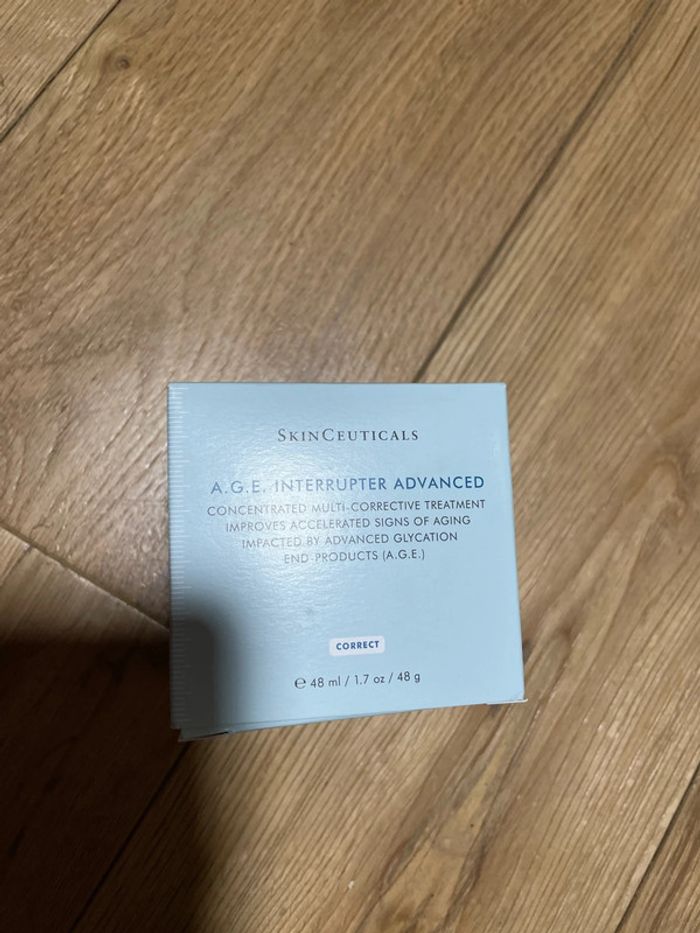 SKINCEUTICALS
A.G.E. INTERRUPTER ADVANCED
CONCENTRATED MULTI-CORRECTIVE TREATMENT
IMPROVES ACCELERATED SIGNS OF AGING
IMPACTED BY ADVANCED GLYCATION
END-PRODUCTS (A.G.E.)
CORRECT
℮ 48 ml / 1.7 oz / 48 g